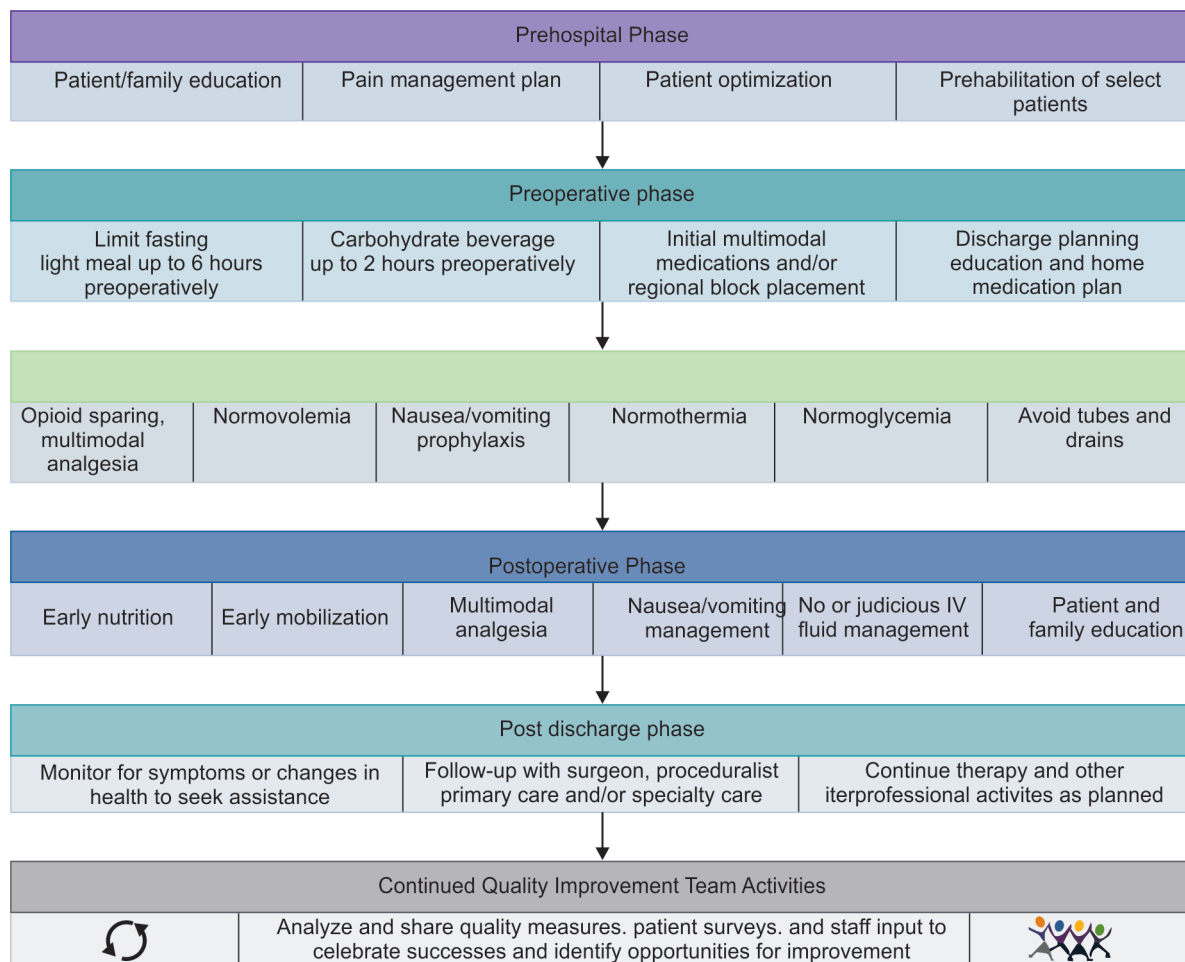 Prehospital Phase
Patient/family education
Pain management plan
Patient optimization
Prehabilitation of select
patients
Preoperative phase
Limit fasting
light meal up to 6 hours
preoperatively
Carbohydrate beverage
up to 2 hours preoperatively
Initial multimodal
medications and/or
regional block placement
Discharge planning
education and home
medication plan
Opioid sparing,
multimodal
analgesia
Normovolemia
Nausea/vomiting
prophylaxis
Normothermia
Normoglycemia
Avoid tubes and
drains
Postoperative Phase
Early nutrition
Early mobilization
Multimodal
analgesia
Nausea/vomiting
management
No or judicious IV
fluid management
Patient and
family education
Post discharge phase
Monitor for symptoms or changes in
health to seek assistance
Follow-up with surgeon, proceduralist
primary care and/or specialty care
Continue therapy and other
iterprofessional activites as planned
Continued Quality Improvement Team Activities
Analyze and share quality measures. patient surveys. and staff input to
celebrate successes and identify opportunities for improvement